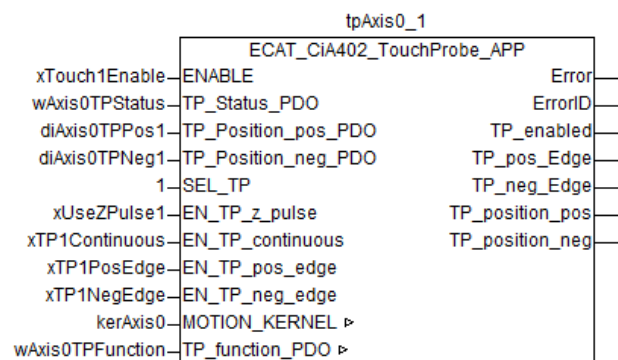 tpAxis0_1
ECAT_CiA402_TouchProbe_APP
xTouch1Enable ENABLE Error
wAxis0TPStatus TP_Status_PDO ErrorID
diAxis0TPPos1 TP_Position_pos_PDO TP_enabled
diAxis0TPNeg1 TP_Position_neg_PDO TP_pos_Edge
1 SEL_TP TP_neg_Edge
xUseZPulse1 EN_TP_z_pulse TP_position_pos
xTP1Continuous EN_TP_continuous TP_position_neg
xTP1PosEdge EN_TP_pos_edge
xTP1NegEdge EN_TP_neg_edge
kerAxis0 MOTION_KERNEL
wAxis0TPFunction TP_function_PDO